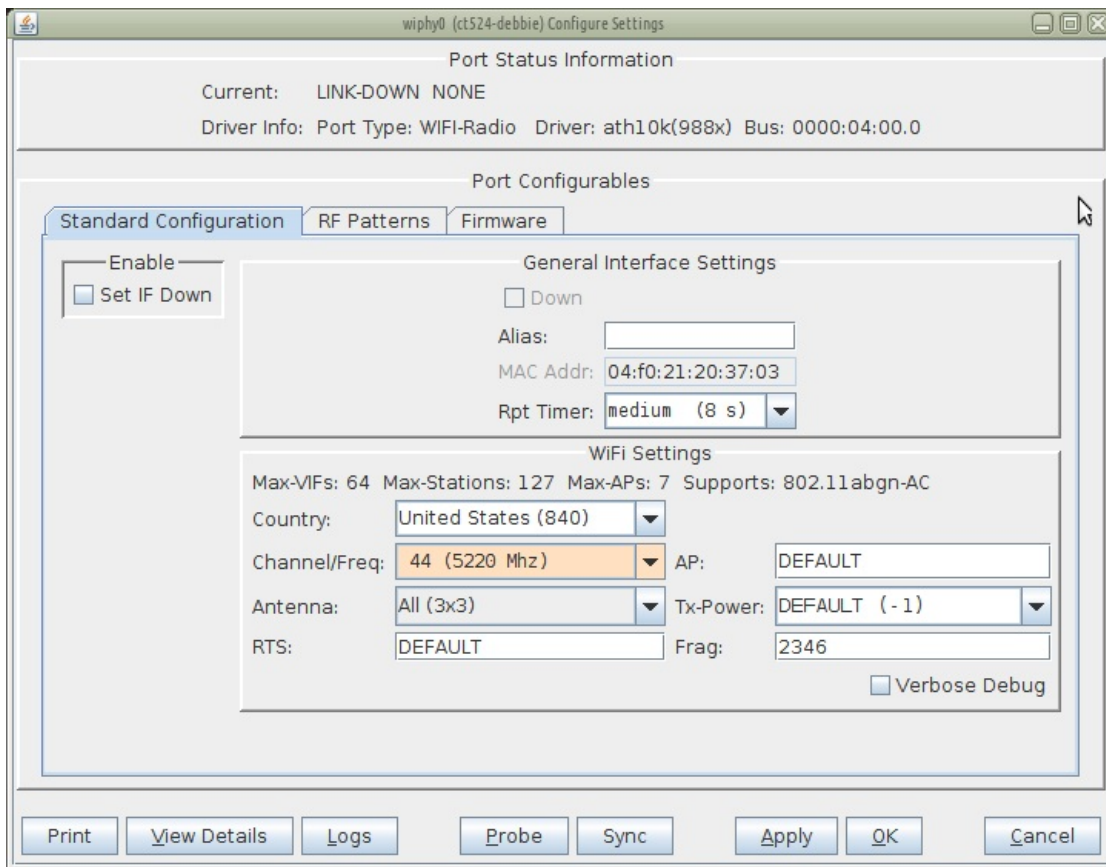 wiphy0 (ct524-debbie) Configure Settings
Port Status Information
Current: LINK-DOWN NONE
Driver Info: Port Type: WIFI-Radio Driver: ath10k(988x) Bus: 0000:04:00.0
Port Configurables
Standard Configuration RF Patterns Firmware
Enable
Set IF Down
General Interface Settings
Down
Alias:
MAC Addr: 04:f0:21:20:37:03
Rpt Timer: medium (8 s)
WiFi Settings
Max-VIFs: 64 Max-Stations: 127 Max-APs: 7 Supports: 802.11abgn-AC
Country: United States (840)
Channel/Freq: 44 (5220 Mhz) AP: DEFAULT
Antenna: All (3x3) Tx-Power: DEFAULT (-1)
RTS: DEFAULT Frag: 2346
Verbose Debug
Print View Details Logs Probe Sync Apply OK Cancel